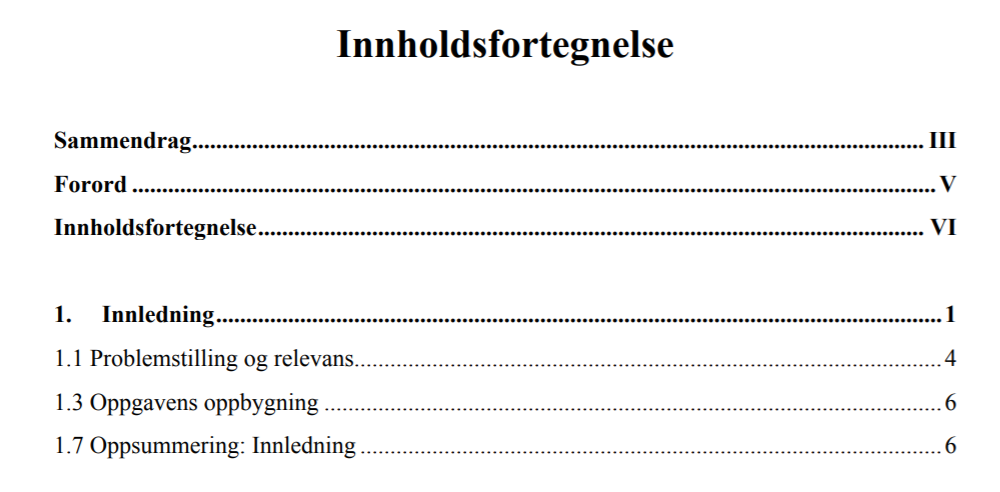 Innholdsfortegnelse
Sammendrag.......................................................................................................................... III
Forord ...................................................................................................................................... V
Innholdsfortegnelse............................................................................................................... VI
1. Innledning......................................................................................................................... 1
1.1 Problemstilling og relevans.................................................................................................. 4
1.3 Oppgavens oppbygning ....................................................................................................... 6
1.7 Oppsummering: Innledning ................................................................................................. 6